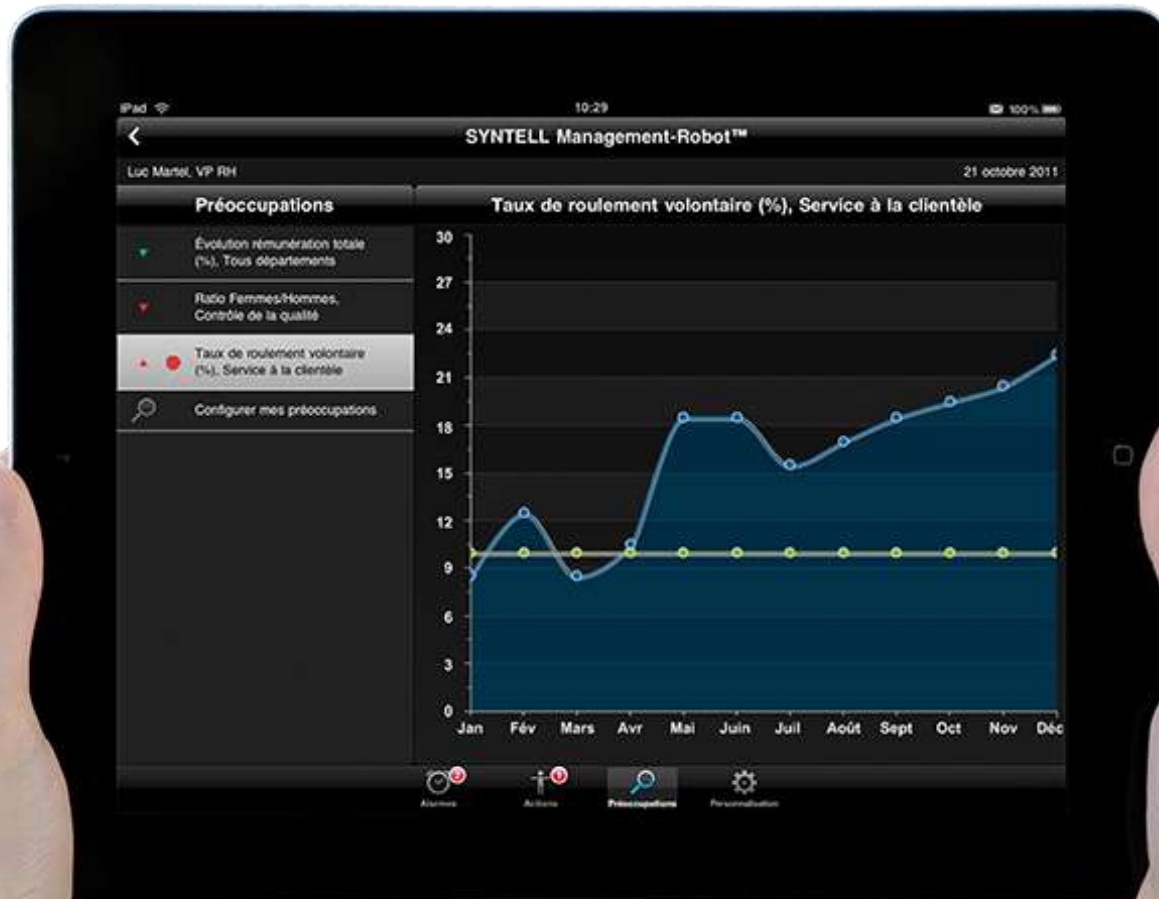 iPad
10:29
100%
SYNTELL Management-Robot™
Luc Martel, VP RH
21 octobre 2011
Préoccupations
Évolution rémunération totale
(%), Tous départements
Ratio Femmes/Hommes,
Contrôle de la qualité
Taux de roulement volontaire
(%), Service à la clientèle
Configurer mes préoccupations
Taux de roulement volontaire (%), Service à la clientèle
30
27
24
21
18
15
12
9
6
3
0
Jan Fév Mars Avr Mai Juin Juil Août Sept Oct Nov Déc
2
Alarmes
Actions
Préoccupations
Personnalisation